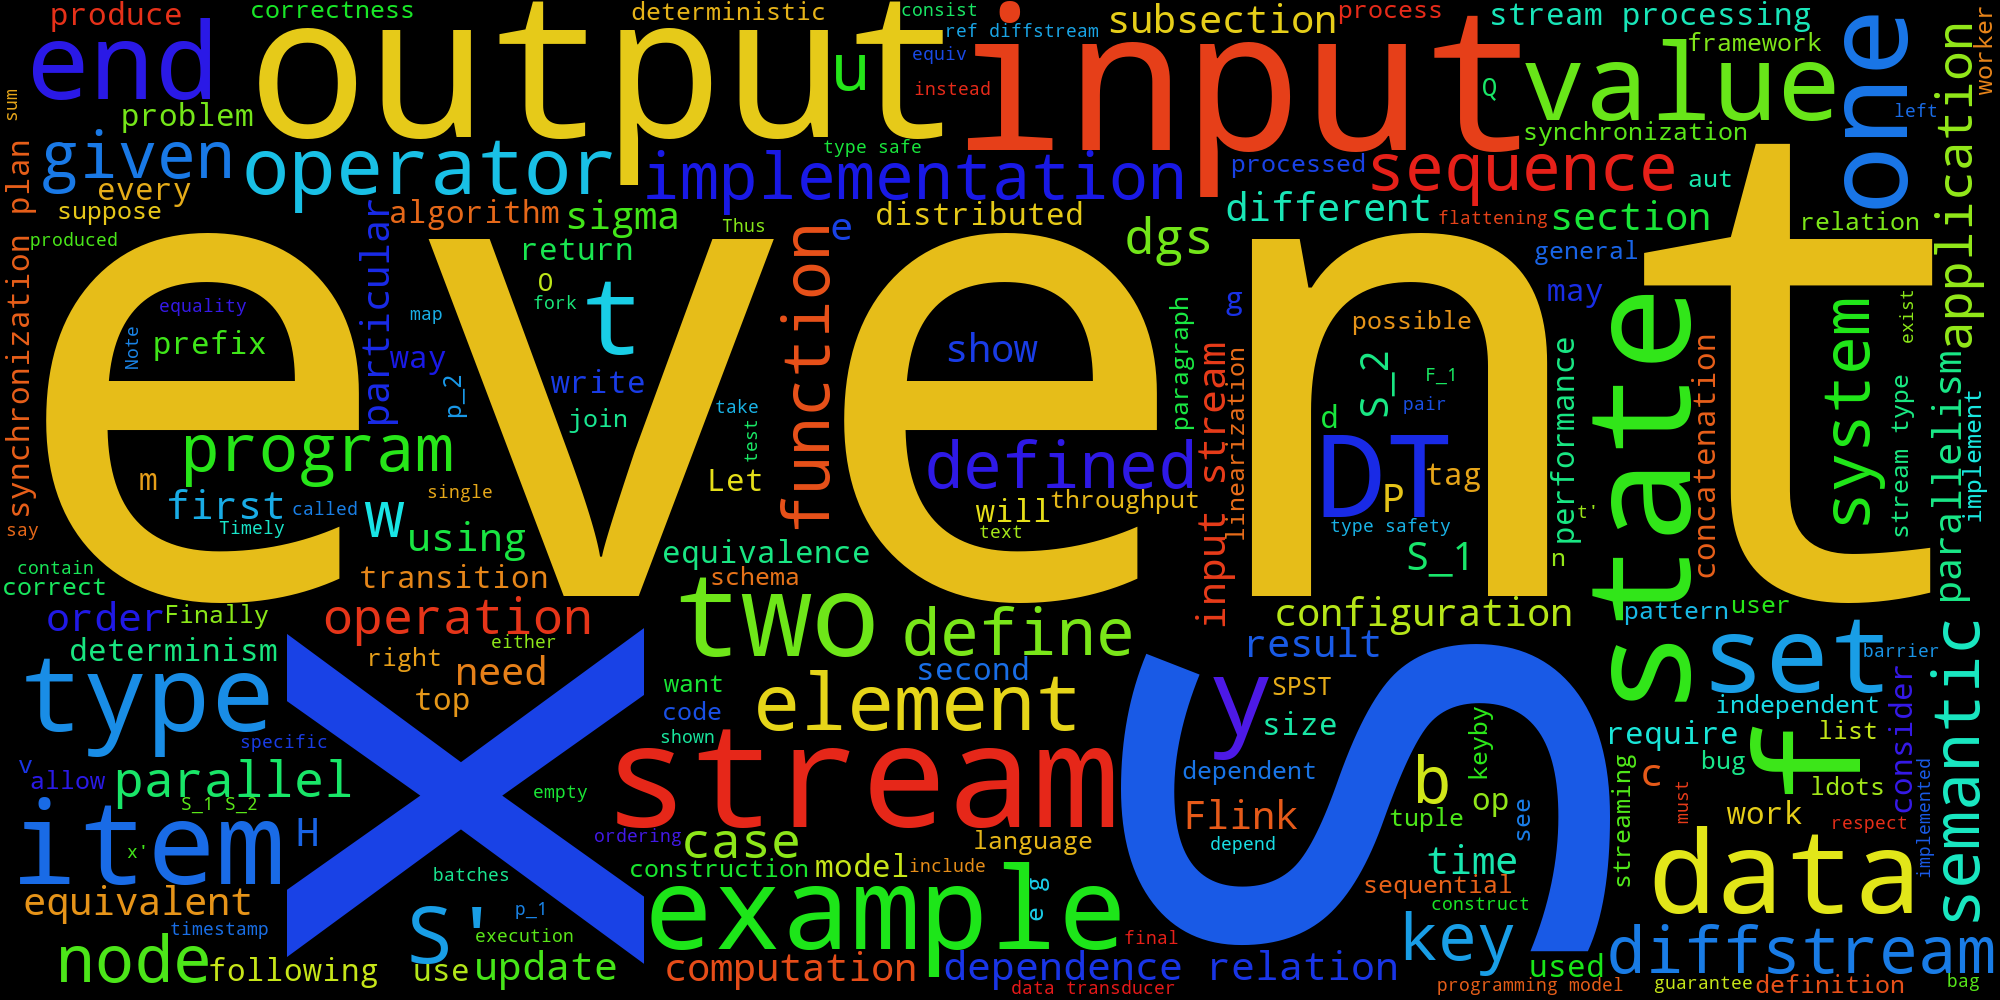 produce
correctness
deterministic
consist
process
stream processing
worker
end
output
u
ref diffstream
input
subsection
framework
value
one
application
equiv
instead
Q
left
sum
problem
synchronization
given
operator
type safe
implementation
processed
sequence
aut
every
suppose
algorithm
sigma
Thus
e
distributed
dgs
different
flattening
section
relation
produced
synchronization plan
particular
return
function
general
event
O
fork
t
g
may
state
system
exist
equality
map
Note
prefix
way
write
show
possible
paragraph
input stream
linearization
S_2
F_1
pair
performance
concatenation
stream type
parallelism
implement
p_2
join
take
test
d
program
defined
DT
tag
m
single
Let
P
first
called
Timely
w
using
will
throughput
text
type safety
t'
say
equivalence
S_1
n
contain
correct
transition
schema
two
order
Finally
operation
either
define
configuration
pattern
user
determinism
right
need
second
result
set
barrier
semantic
type
top
want
element
y
SPST
independent
x
code
size
specific
shown
stream
s
keyby
require
f
list
consider
v
allow
parallel
dependent
b
bug
c
ldots
S_1 S_2
empty
Flink
op
item
H
ordering
case
language
depend
tuple
see
streaming
must
work
respect
implemented
x'
construction
model
include
time
data
batches
example
e g
sequential
equivalent
S'
p_1
construct
timestamp
execution
final
key
node
following
use
update
computation
dependence relation
used
diffstream
data transducer
programming model
guarantee
definition
bag